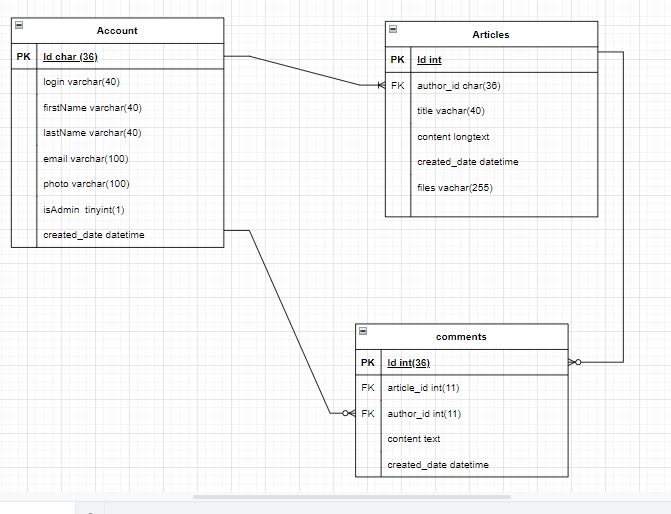 Account
PK Id char (36)
login varchar(40)
firstName varchar(40)
lastName varchar(40)
email varchar(100)
photo varchar(100)
isAdmin tinyint(1)
created_date datetime
Articles
PK Id int
FK author_id char(36)
title vachar(40)
content longtext
created_date datetime
files vachar(255)
comments
PK Id int(36)
FK article_id int(11)
FK author_id int(11)
content text
created_date datetime